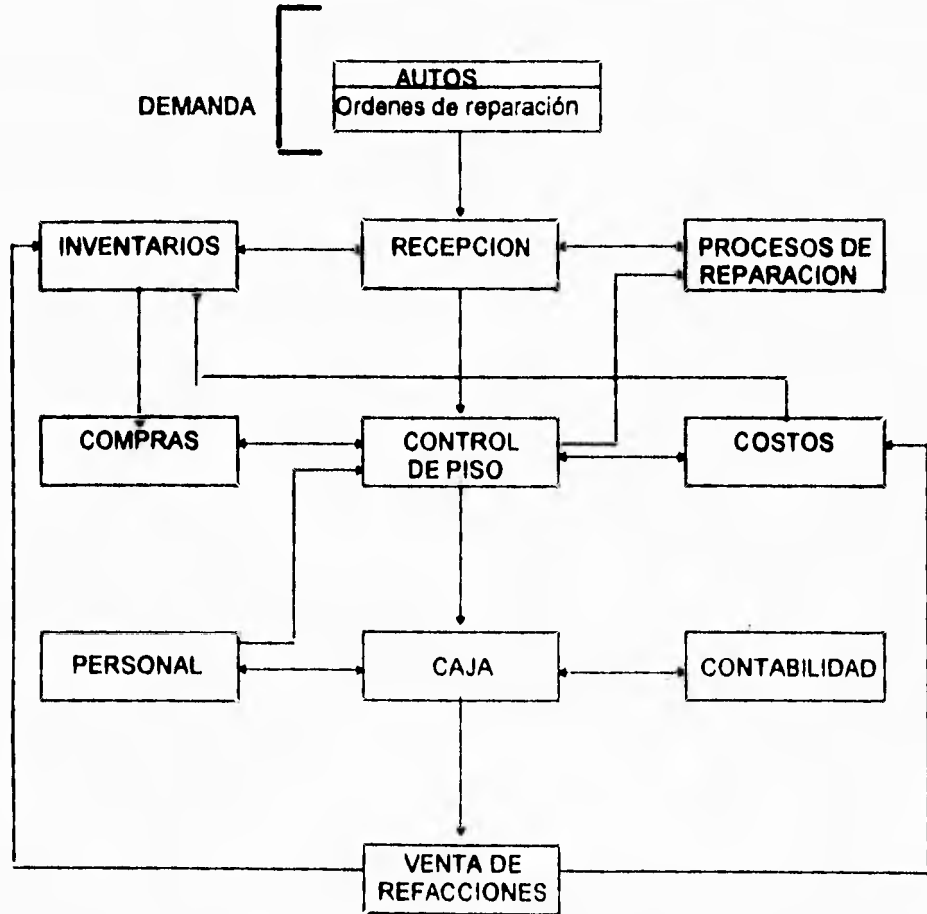 AUTOS
DEMANDA
Ordenes de reparación
INVENTARIOS
RECEPCION
PROCESOS DE
REPARACION
COMPRAS
CONTROL
DE PISO
COSTOS
PERSONAL
CAJA
CONTABILIDAD
VENTA DE
REFACCIONES